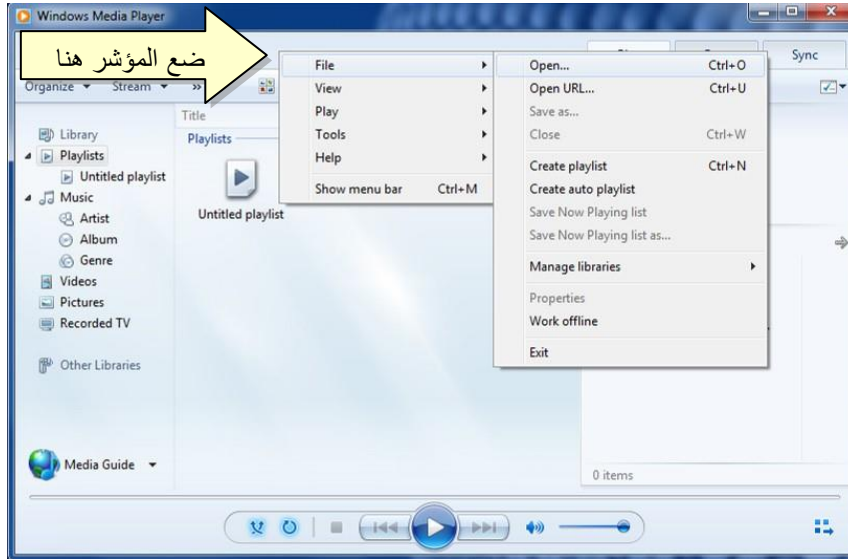 Windows Media Player
ضع المؤشر هنا
Sync
Organize Stream »
File
View
Play
Tools
Help
Show menu bar Ctrl+M
Open... Ctrl+O
Open URL... Ctrl+U
Save as...
Close Ctrl+W
Create playlist Ctrl+N
Create auto playlist
Save Now Playing list
Save Now Playing list as...
Manage libraries
Properties
Work offline
Exit
Library
Playlists
Untitled playlist
Music
Artist
Album
Genre
Videos
Pictures
Recorded TV
Other Libraries
Media Guide
Title
Playlists
Untitled playlist
0 items